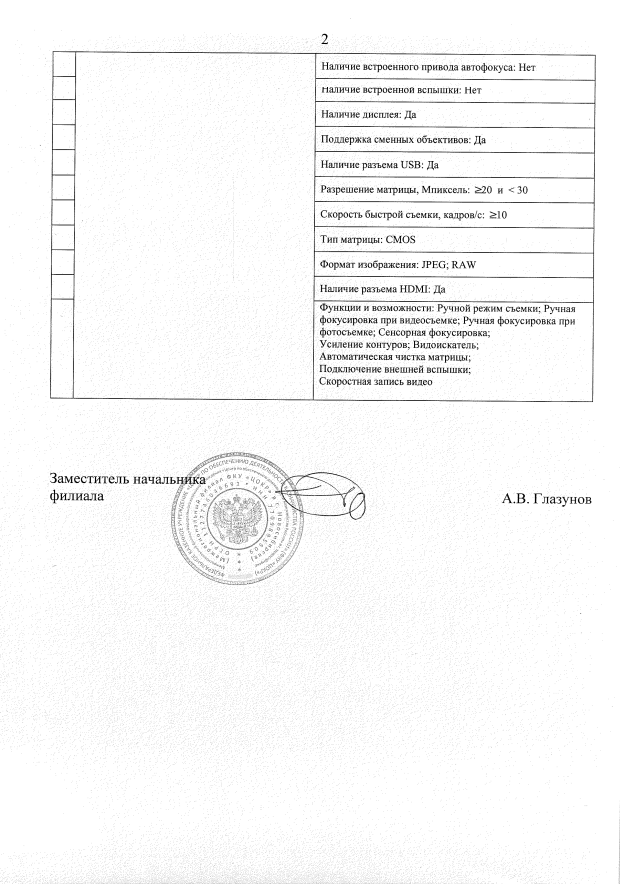 2
Наличие встроенного привода автофокуса: Нет
Наличие встроенной вспышки: Нет
Наличие дисплея: Да
Поддержка сменных объективов: Да
Наличие разъема USB: Да
Разрешение матрицы, Мпиксель: ≥20 и < 30
Скорость быстрой съемки, кадров/с: ≥10
Тип матрицы: CMOS
Формат изображения: JPEG; RAW
Наличие разъема HDMI: Да
Функции и возможности: Ручной режим съемки; Ручная
фокусировка при видеосъемке; Ручная фокусировка при
фотосъемке; Сенсорная фокусировка;
Усиление контуров; Видоискатель;
Автоматическая чистка матрицы;
Подключение внешней вспышки;
Скоростная запись видео
Заместитель начальника
филиала
А.В. Глазунов